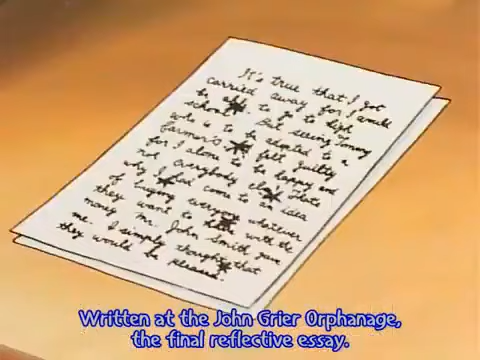 It's true that I got
carried away for I would
be able to go to high
school. But seeing Tommy
who is to be adopted to a
farmer's I felt guilty
for I alone to be happy and
not everybody else. That's
why I had come to an idea
of buying everyone whatever
they want to with the
money Mr. John Smith gave
me. I simply thought that
they would be pleased.
Written at the John Grier Orphanage,
the final reflective essay.